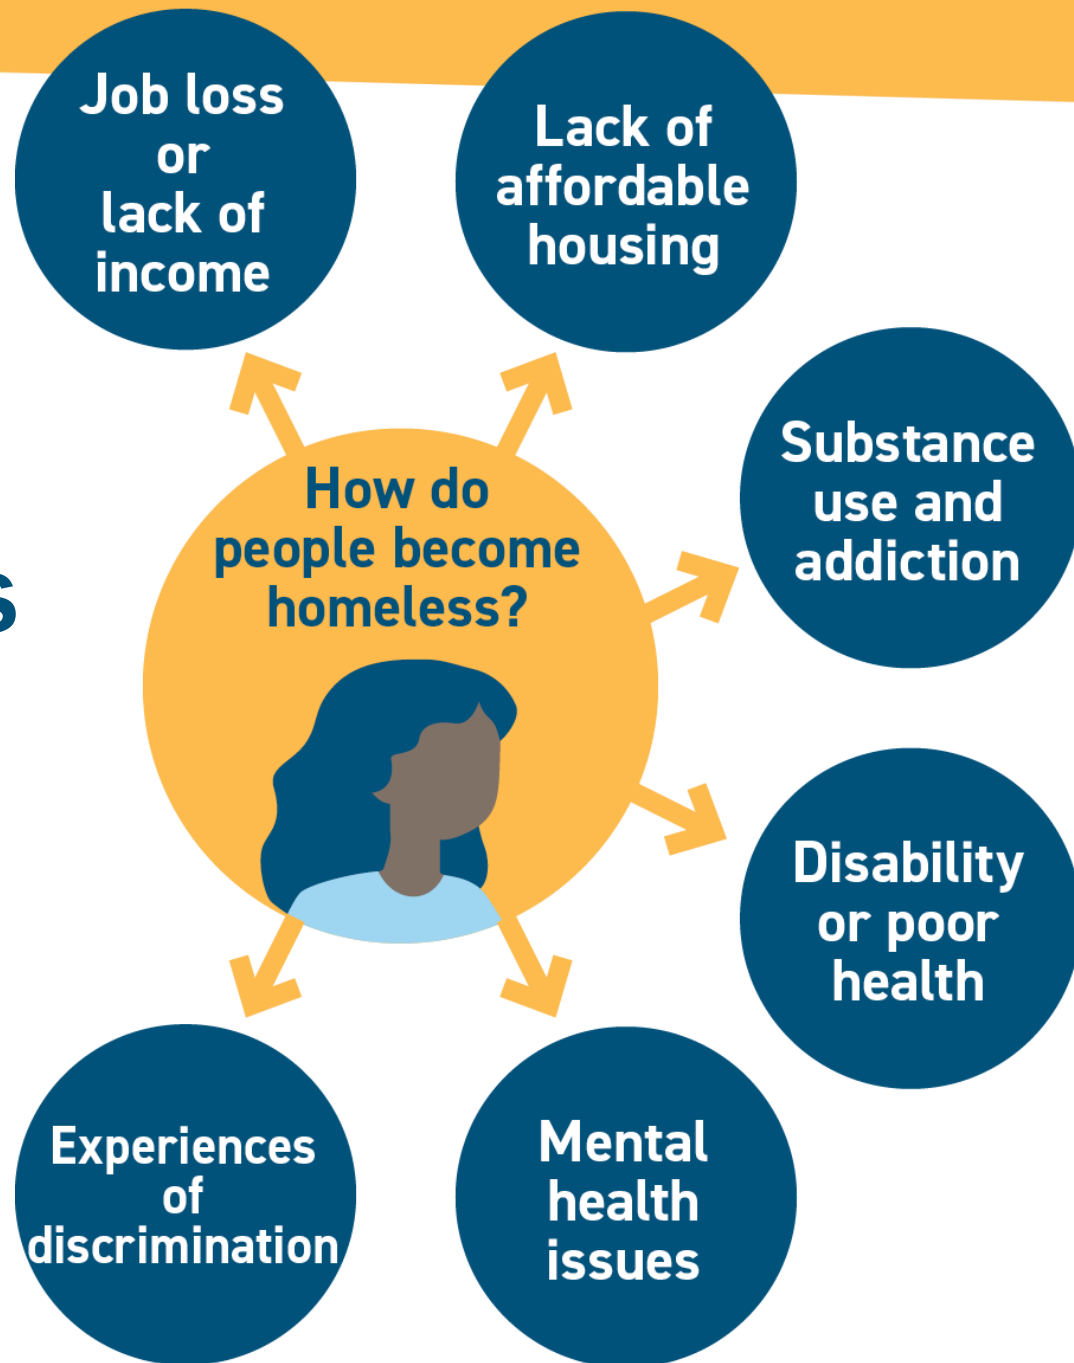 Job loss
or
lack of
income
Lack of
affordable
housing
Substance
use and
addiction
How do
people become
homeless?
s
Disability
or poor
health
Experiences
of
discrimination
Mental
health
issues